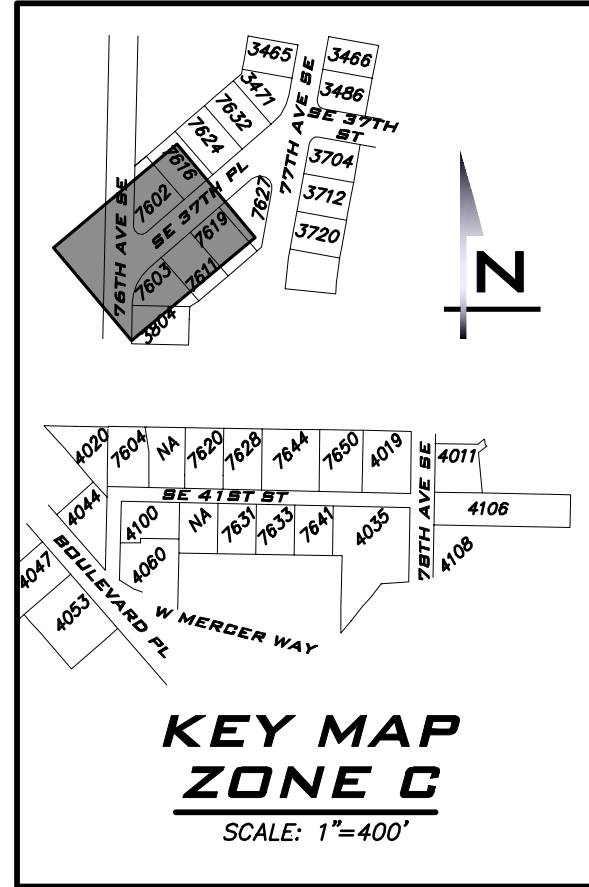 3465
3466
3471
3486
7632
7624
7616
77TH AVE SE
SE 37TH
ST
3704
3712
3720
7627
SE 37TH PL
7602
7619
7603
7611
76TH AVE SE
3804
N
4020
7604
NA
7620
7628
7644
7650
4019
4011
78TH AVE SE
SE 41ST ST
4044
4100
NA
7631
7633
7641
4035
4106
4108
4060
4047
4053
BOULEVARD PL
W MERCER WAY
KEY MAP
ZONE C
SCALE: 1"=400'